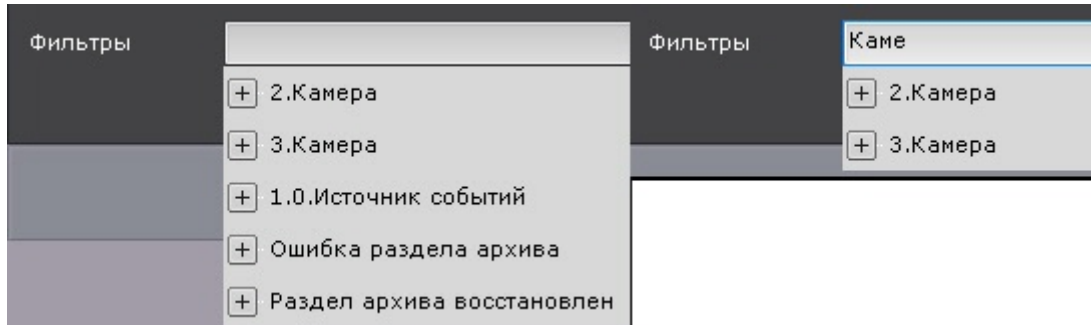 Фильтры
2.Камера
3.Камера
1.0.Источник событий
Ошибка раздела архива
Раздел архива восстановлен
Фильтры
Каме
2.Камера
3.Камера